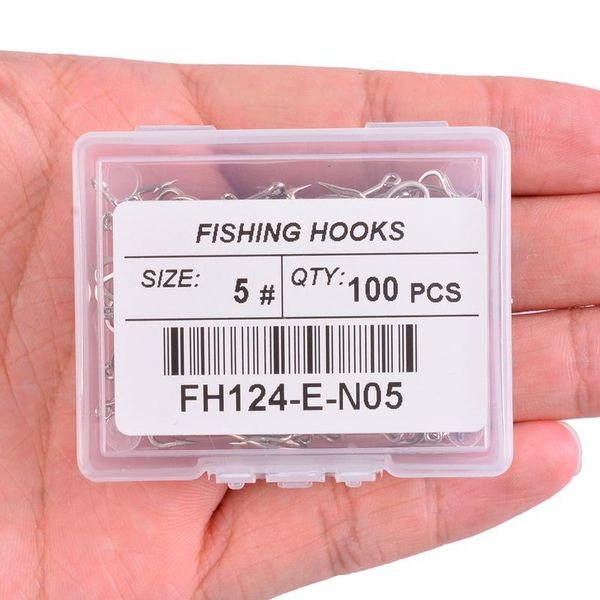 FISHING HOOKS
SIZE: 5 # QTY: 100 PCS
FH124-E-N05